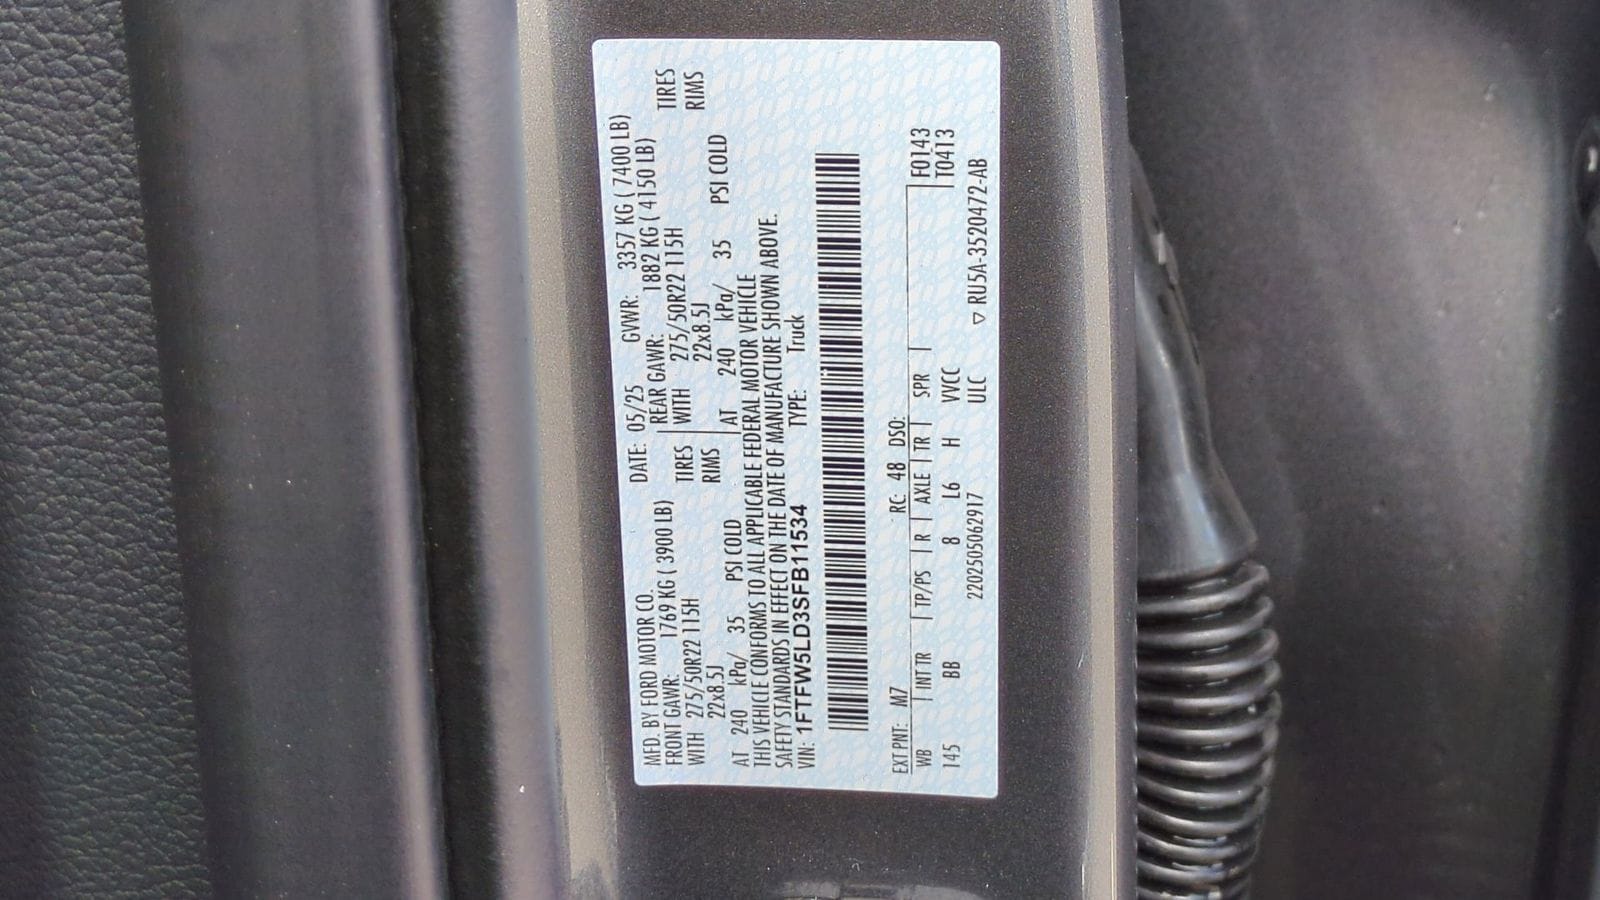 MFD. BY FORD MOTOR CO. DATE: 05/25 GVWR: 3357 KG ( 7400 LB)
FRONT GAWR: 1769 KG ( 3900 LB) REAR GAWR: 1882 KG ( 4150 LB)
WITH 275/50R22 115H TIRES WITH 275/50R22 115H TIRES
22x8.5J RIMS 22x8.5J RIMS
AT 240 kPa/ 35 PSI COLD AT 240 kPa/ 35 PSI COLD
THIS VEHICLE CONFORMS TO ALL APPLICABLE FEDERAL MOTOR VEHICLE
SAFETY STANDARDS IN EFFECT ON THE DATE OF MANUFACTURE SHOWN ABOVE.
VIN: 1FTFW5LD3SFB11534 TYPE: Truck
EXT PNT: M7 RC: 48 DSO: F0143
WB INT TR TP/PS R AXLE TR SPR T0413
145 BB 8 L6 H WCC
2202505062917 ULC ▽ RU5A-3520472-AB